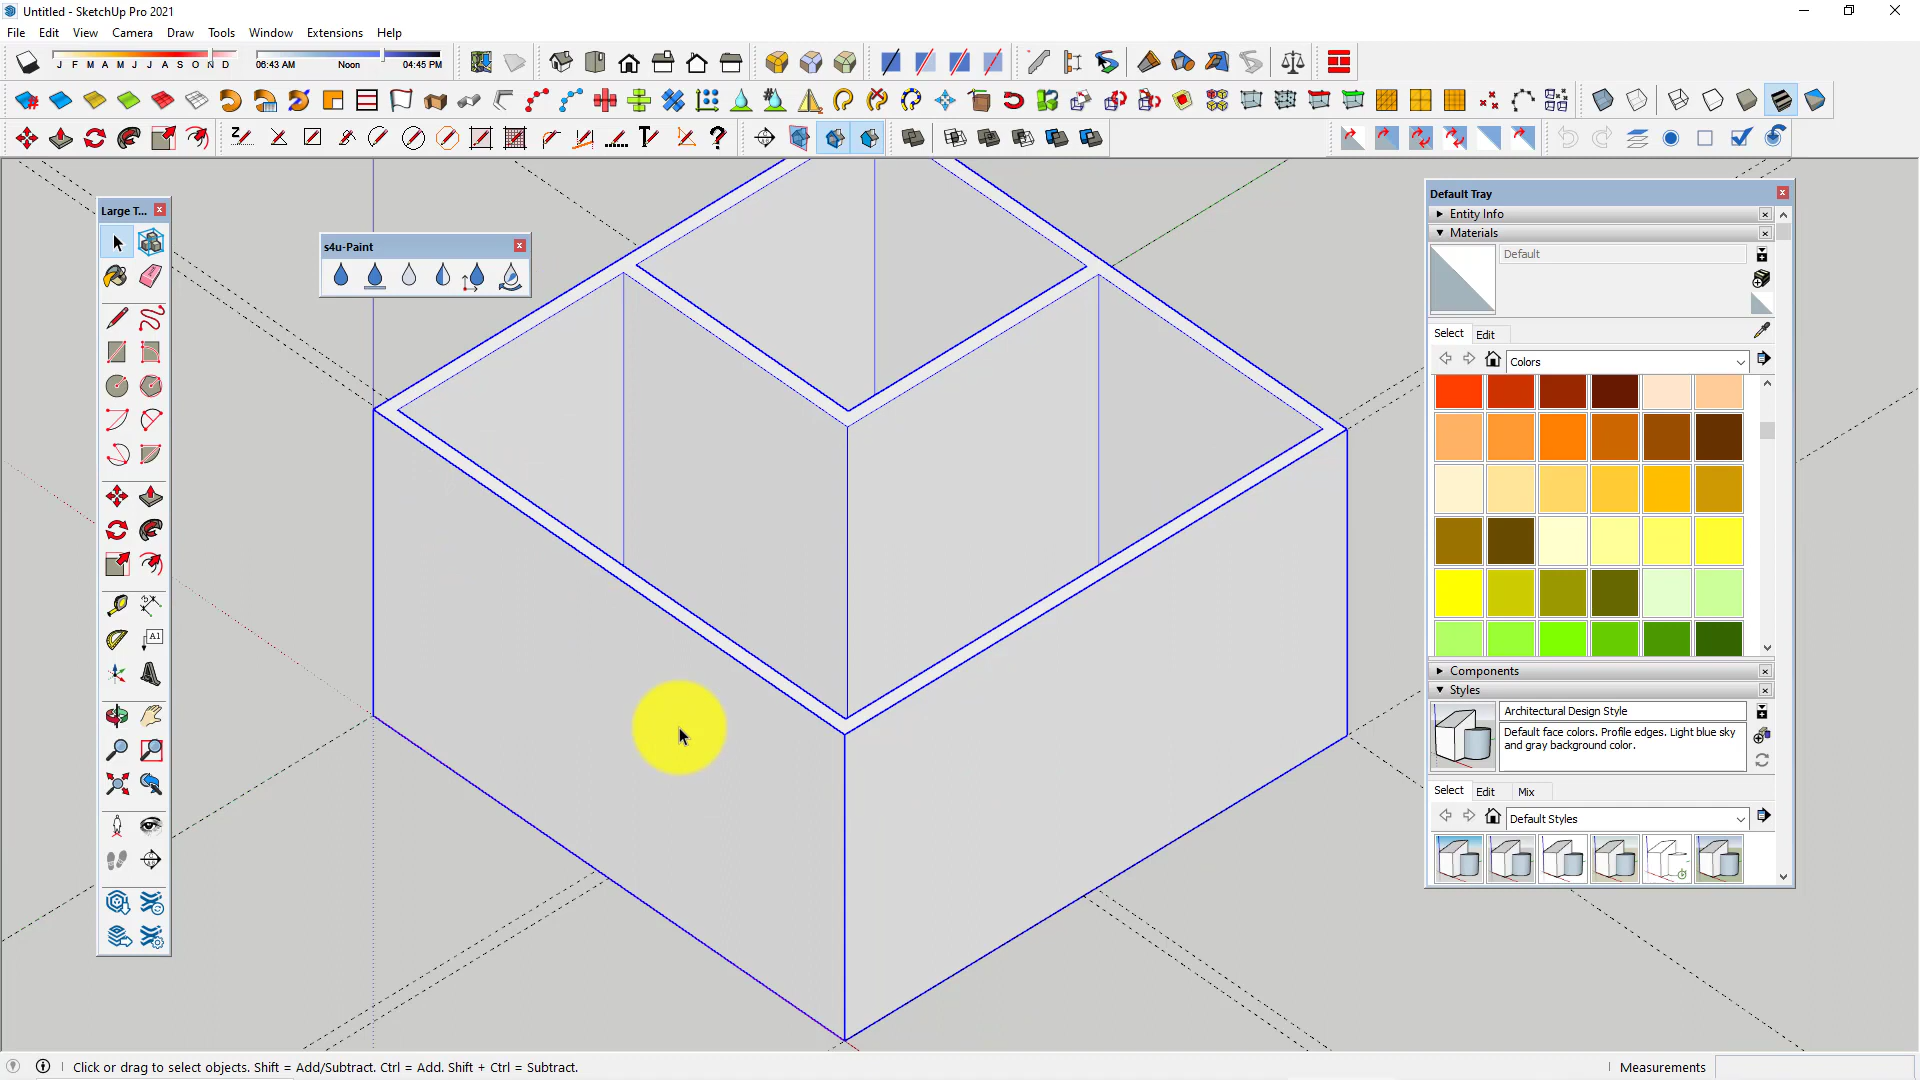 Untitled - SketchUp Pro 2021
File Edit View Camera Draw Tools Window Extensions Help
J F M A M J J A S O N D
06:43 AM Noon 04:45 PM
Large T...
s4u-Paint
A1
Default Tray
Entity Info
Materials
Default
Select Edit
Colors
Components
Styles
Architectural Design Style
Default face colors. Profile edges. Light blue sky
and gray background color.
Select Edit Mix
Default Styles
Click or drag to select objects. Shift = Add/Subtract. Ctrl = Add. Shift + Ctrl = Subtract.
Measurements